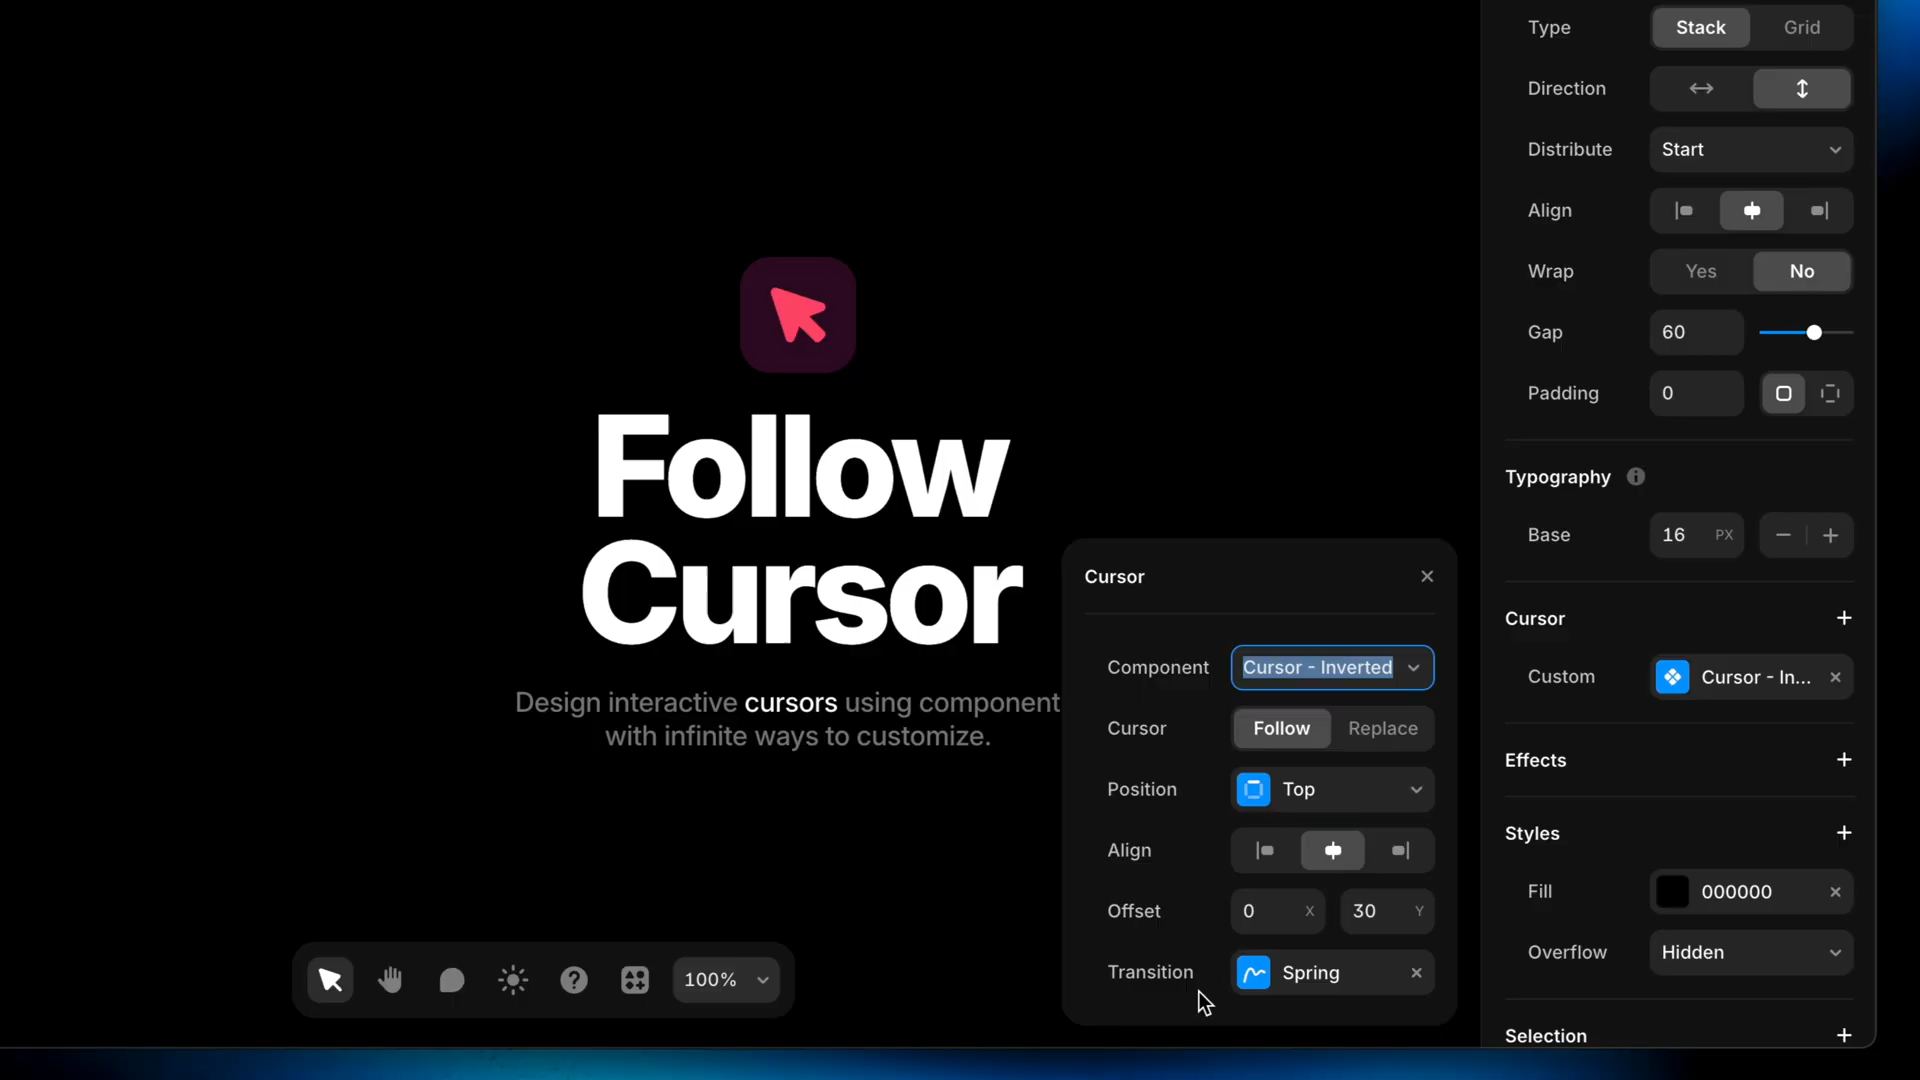 Type
Stack
Grid
Direction
Distribute
Start
Align
Wrap
Yes
No
Gap
60
Padding
0
Typography
Base
16
PX
Cursor
Custom
Cursor - In...
Effects
Styles
Fill
000000
Overflow
Hidden
Selection
Follow
Cursor
Design interactive cursors using component
with infinite ways to customize.
Cursor
Component
Cursor - Inverted
Cursor
Follow
Replace
Position
Top
Align
Offset
0
X
30
Y
Transition
Spring
100%